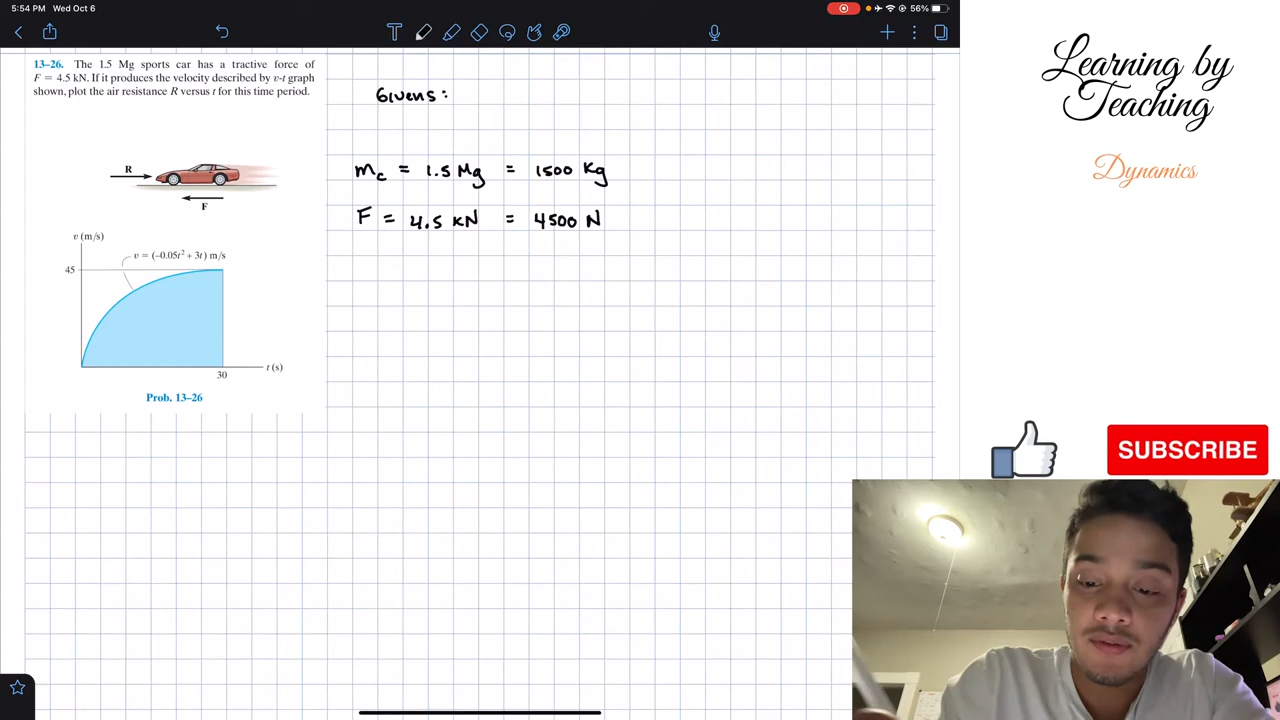 5:54 PM Wed Oct 6
56%
13–26. The 1.5 Mg sports car has a tractive force of
F = 4.5 kN. If it produces the velocity described by v-t graph
shown, plot the air resistance R versus t for this time period.
R
F
v (m/s)
v = (–0.05t² + 3t) m/s
45
t (s)
30
Prob. 13–26
Givens:
mc = 1.5 Mg = 1500 Kg
F = 4.5 KN = 4500 N
Learning by
Teaching
Dynamics
SUBSCRIBE